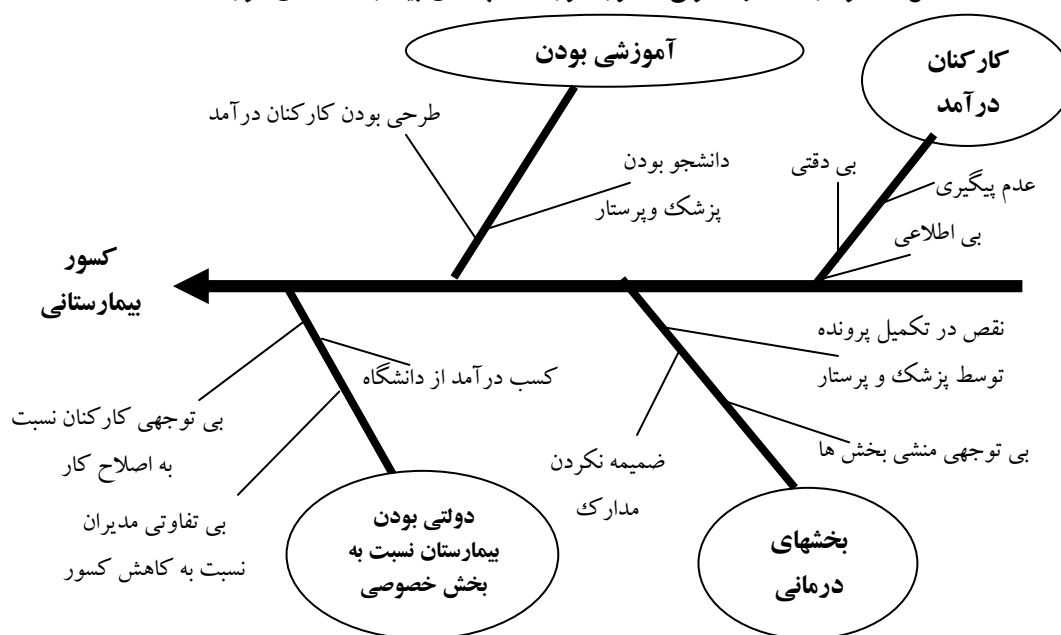 آموزشی بودن
کارکنان
درآمد
طرحی بودن کارکنان درآمد
دانشجو بودن
پزشک وپرستار
بی دقتی
عدم پیگیری
بی اطلاعی
کسور
بیمارستانی
نقص در تکمیل پرونده
توسط پزشک و پرستار
کسب درآمد از دانشگاه
بی توجهی کارکنان نسبت
به اصلاح کار
ضمیمه نکردن
مدارک
بی توجهی منشی بخش ها
بی تفاوتی مدیران
نسبت به کاهش کسور
دولتی بودن
بیمارستان نسبت به
بخش خصوصی
بخشهای
درمانی